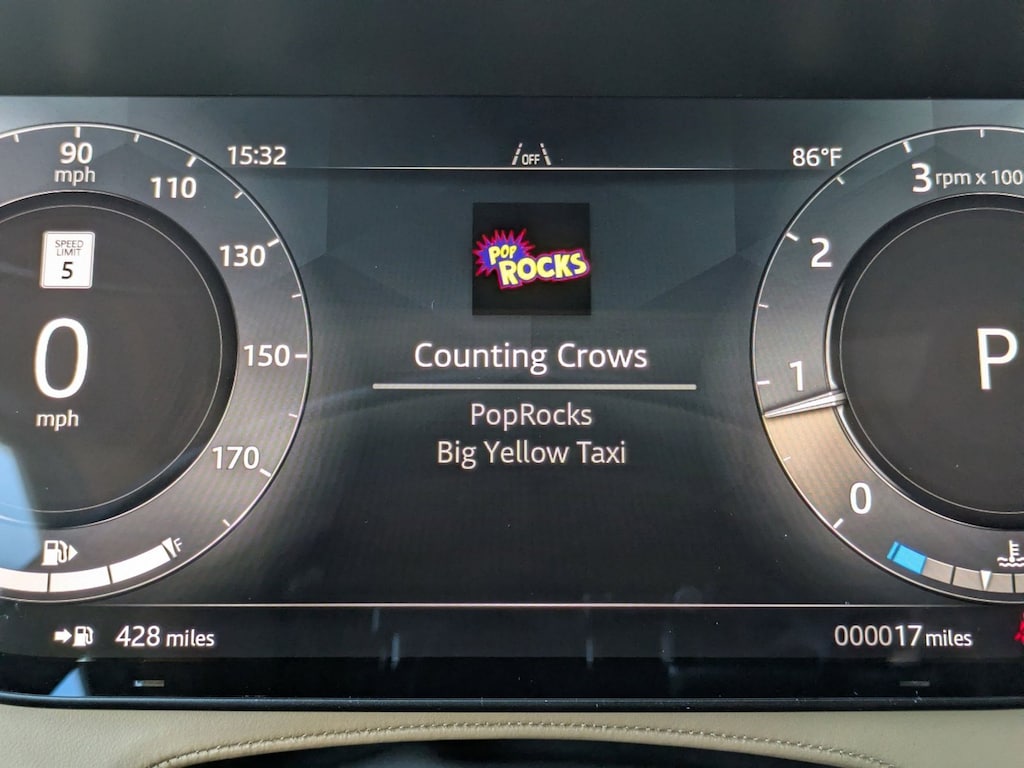 90
mph
110
130
150
170
SPEED
LIMIT
5
0
mph
F
428 miles
15:32
OFF
86°F
POP
ROCKS
Counting Crows
PopRocks
Big Yellow Taxi
3 rpm x 100
2
1
0
P
000017 miles